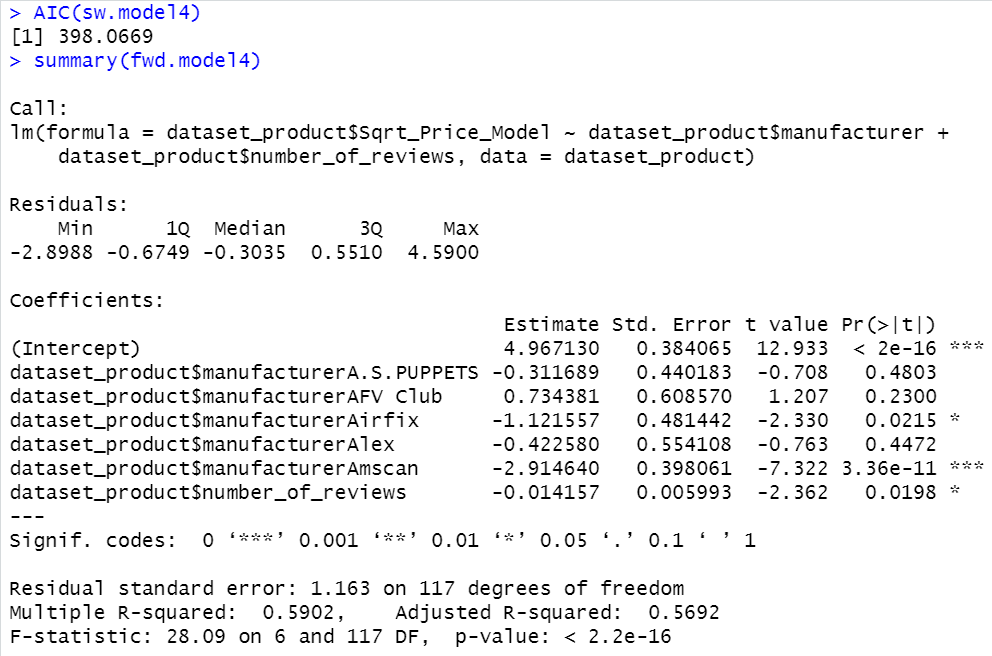 > AIC(sw.model4)
[1] 398.0669
> summary(fwd.model4)
Call:
lm(formula = dataset_product$Sqrt_Price_Model ~ dataset_product$manufacturer +
    dataset_product$number_of_reviews, data = dataset_product)
Residuals:
    Min      1Q  Median      3Q     Max
-2.8988 -0.6749 -0.3035  0.5510  4.5900
Coefficients:
                                         Estimate Std. Error t value Pr(>|t|)
(Intercept)                              4.967130   0.384065  12.933  < 2e-16 ***
dataset_product$manufacturerA.S.PUPPETS -0.311689   0.440183  -0.708   0.4803
dataset_product$manufacturerAFV Club     0.734381   0.608570   1.207   0.2300
dataset_product$manufacturerAirfix      -1.121557   0.481442  -2.330   0.0215 *
dataset_product$manufacturerAlex        -0.422580   0.554108  -0.763   0.4472
dataset_product$manufacturerAmscan      -2.914640   0.398061  -7.322 3.36e-11 ***
dataset_product$number_of_reviews       -0.014157   0.005993  -2.362   0.0198 *
---
Signif. codes:  0 ‘***’ 0.001 ‘**’ 0.01 ‘*’ 0.05 ‘.’ 0.1 ‘ ’ 1
Residual standard error: 1.163 on 117 degrees of freedom
Multiple R-squared:  0.5902,    Adjusted R-squared:  0.5692
F-statistic: 28.09 on 6 and 117 DF,  p-value: < 2.2e-16